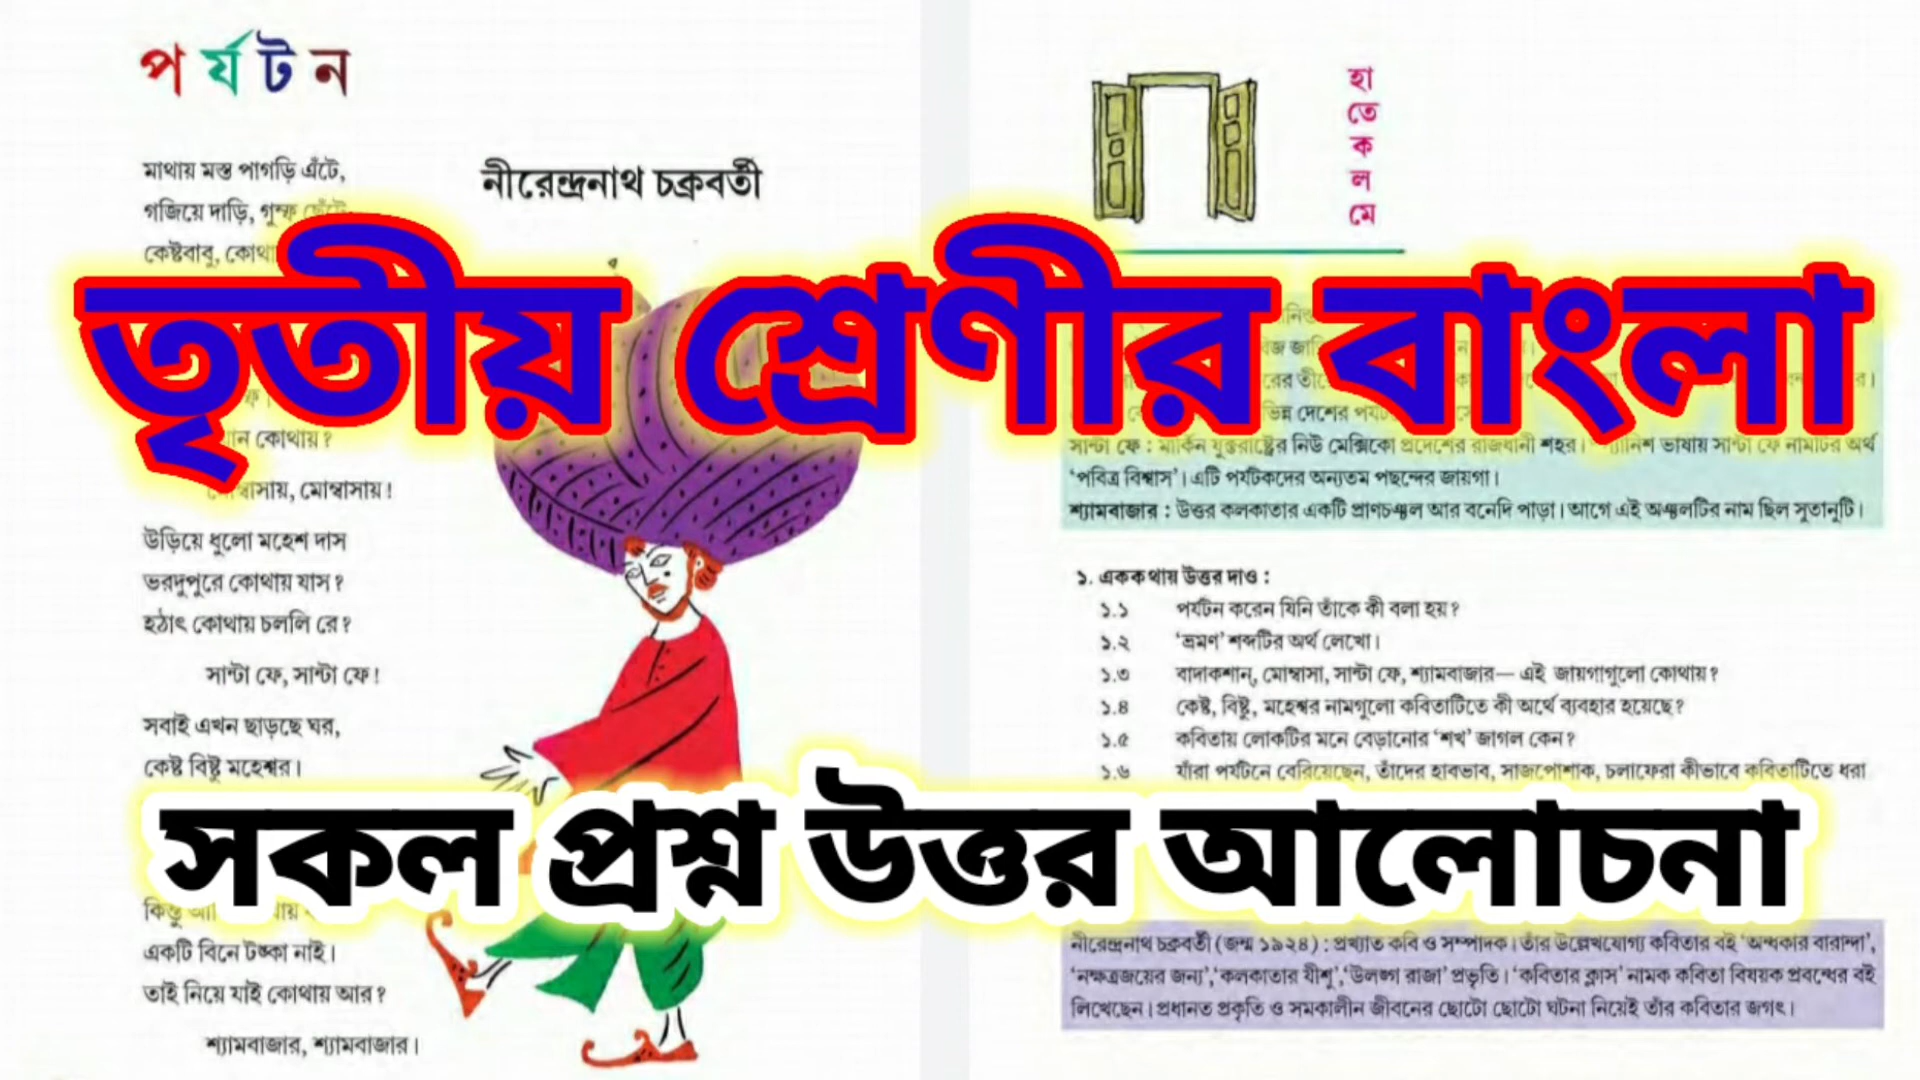 পর্যটন
নীরেন্দ্রনাথ চক্রবর্তী
মাথায় মস্ত পাগড়ি এঁটে,
গজিয়ে দাড়ি, গুম্ফ
কেষ্টবাবু,
তৃতীয় শ্রেণীর বাংলা
কোথায়?
মোম্বাসায়, মোম্বাসায়!
উড়িয়ে ধুলো মহেশ দাস
ভরদুপুরে কোথায় যাস?
হঠাৎ কোথায় চললি রে?
সান্টা ফে, সান্টা ফে!
সবাই এখন ছাড়ছে ঘর,
কেষ্ট বিষ্টু মহেশ্বর।
সকল প্রশ্ন উত্তর আলোচনা
কিন্তু
একটি বিনে টঙ্কা নাই।
তাই নিয়ে যাই কোথায় আর?
শ্যামবাজার, শ্যামবাজার।
হাতে কলমে
ভিন্ন দেশের
সান্টা ফে : মার্কিন যুক্তরাষ্ট্রের নিউ মেক্সিকো প্রদেশের রাজধানী শহর। স্প্যানিশ ভাষায় সান্টা ফে নামটির অর্থ
‘পবিত্র বিশ্বাস’। এটি পর্যটকদের অন্যতম পছন্দের জায়গা।
শ্যামবাজার : উত্তর কলকাতার একটি প্রাণচঞ্চল আর বনেদি পাড়া। আগে এই অঞ্চলটির নাম ছিল সুতানুটি।
১. এককথায় উত্তর দাও :
১.১ পর্যটন করেন যিনি তাঁকে কী বলা হয়?
১.২ ‘ভ্রমণ’ শব্দটির অর্থ লেখো।
১.৩ বাদাকশান্, মোম্বাসা, সান্টা ফে, শ্যামবাজার— এই জায়গাগুলো কোথায়?
১.৪ কেষ্ট, বিষ্টু, মহেশ্বর নামগুলো কবিতাটিতে কী অর্থে ব্যবহার হয়েছে?
১.৫ কবিতায় লোকটির মনে বেড়ানোর ‘শখ’ জাগল কেন?
১.৬ যাঁরা পর্যটনে বেরিয়েছেন, তাঁদের হাবভাব, সাজপোশাক, চলাফেরা কীভাবে কবিতাটিতে ধরা
নীরেন্দ্রনাথ চক্রবর্তী (জন্ম ১৯২৪) : প্রখ্যাত কবি ও সম্পাদক। তাঁর উল্লেখযোগ্য কবিতার বই ‘অন্ধকার বারান্দা’,
‘নক্ষত্রজয়ের জন্য’,‘কলকাতার যীশু’,‘উলঙ্গ রাজা’ প্রভৃতি। ‘কবিতার ক্লাস’ নামক কবিতা বিষয়ক প্রবন্ধের বই
লিখেছেন। প্রধানত প্রকৃতি ও সমকালীন জীবনের ছোটো ছোটো ঘটনা নিয়েই তাঁর কবিতার জগৎ।